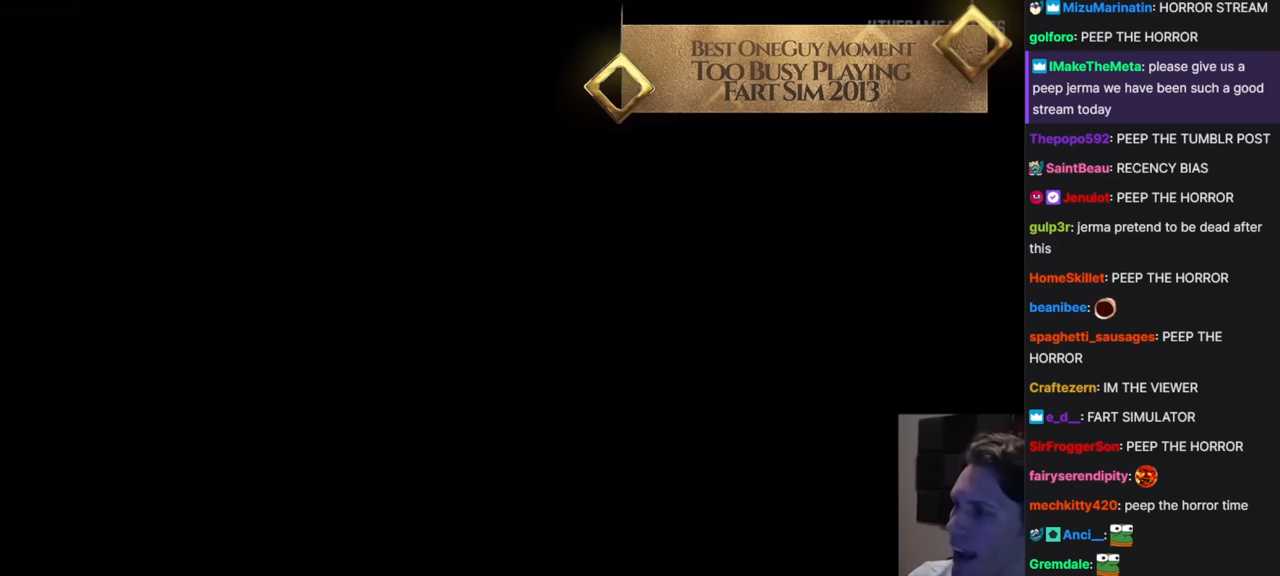 BEST ONEGUY MOMENT
TOO BUSY PLAYING
FART SIM 2013
MizuMarinatin: HORROR STREAM
golforo: PEEP THE HORROR
IMakeTheMeta: please give us a
peep jerma we have been such a good
stream today
Thepopo592: PEEP THE TUMBLR POST
SaintBeau: RECENCY BIAS
Jenulot: PEEP THE HORROR
gulp3r: jerma pretend to be dead after
this
HomeSkillet: PEEP THE HORROR
beanibee:
spaghetti_sausages: PEEP THE
HORROR
Craftezern: IM THE VIEWER
e_d__: FART SIMULATOR
SirFroggerSon: PEEP THE HORROR
fairyserendipity:
mechkitty420: peep the horror time
Anci__:
Gremdale: